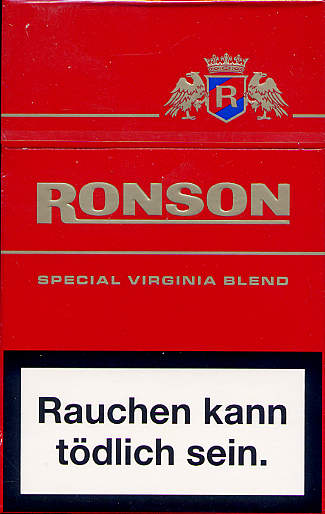 R
RONSON
SPECIAL VIRGINIA BLEND
Rauchen kann
tödlich sein.